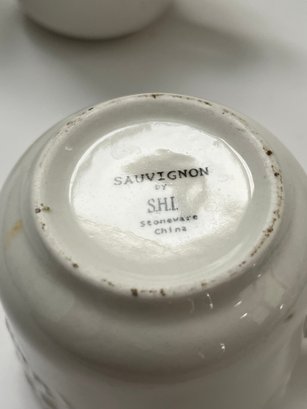 SAUVIGNON
BY
S.H.I.
Stoneware
China